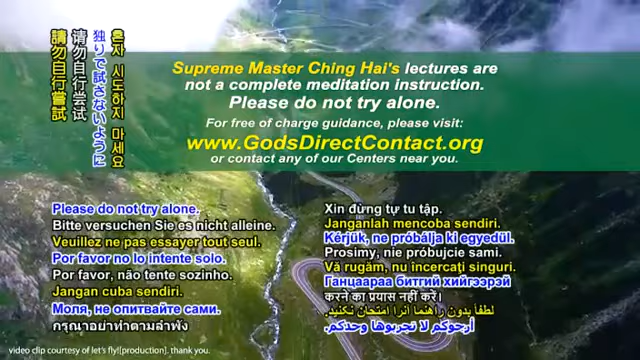 請勿自行嘗試
请勿自行尝试
独りで試さないように
혼자 시도하지 마세요
Supreme Master Ching Hai's lectures are
not a complete meditation instruction.
Please do not try alone.
For free of charge guidance, please visit:
www.GodsDirectContact.org
or contact any of our Centers near you.
Please do not try alone.
Bitte versuchen Sie es nicht alleine.
Veuillez ne pas essayer tout seul.
Por favor no lo intente solo.
Por favor, não tente sozinho.
Jangan cuba sendiri.
Моля, не опитвайте сами.
กรุณาอย่าทำตามลำพัง
Xin đừng tự tu tập.
Janganlah mencoba sendiri.
Kérjük, ne próbálja ki egyedül.
Prosimy, nie próbujcie sami.
Vă rugăm, nu încercaţi singuri.
Ганцаараа битгий хийгээрэй
करने का प्रयास नहीं करें।
لطفاً بدون راهنما آنرا امتحان نکنید.
أرجوكم لا تجربوها وحدكم.
video clip courtesy of let's fly![production]. thank you.